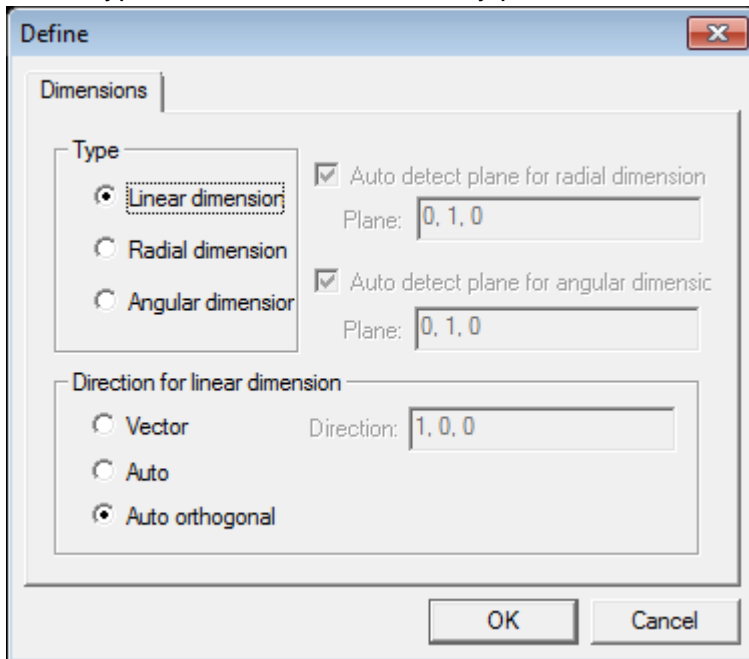 Define
Dimensions
Type
Linear dimension
Radial dimension
Angular dimension
Auto detect plane for radial dimension
Plane: 0, 1, 0
Auto detect plane for angular dimensic
Plane: 0, 1, 0
Direction for linear dimension
Vector
Direction: 1, 0, 0
Auto
Auto orthogonal
OK
Cancel